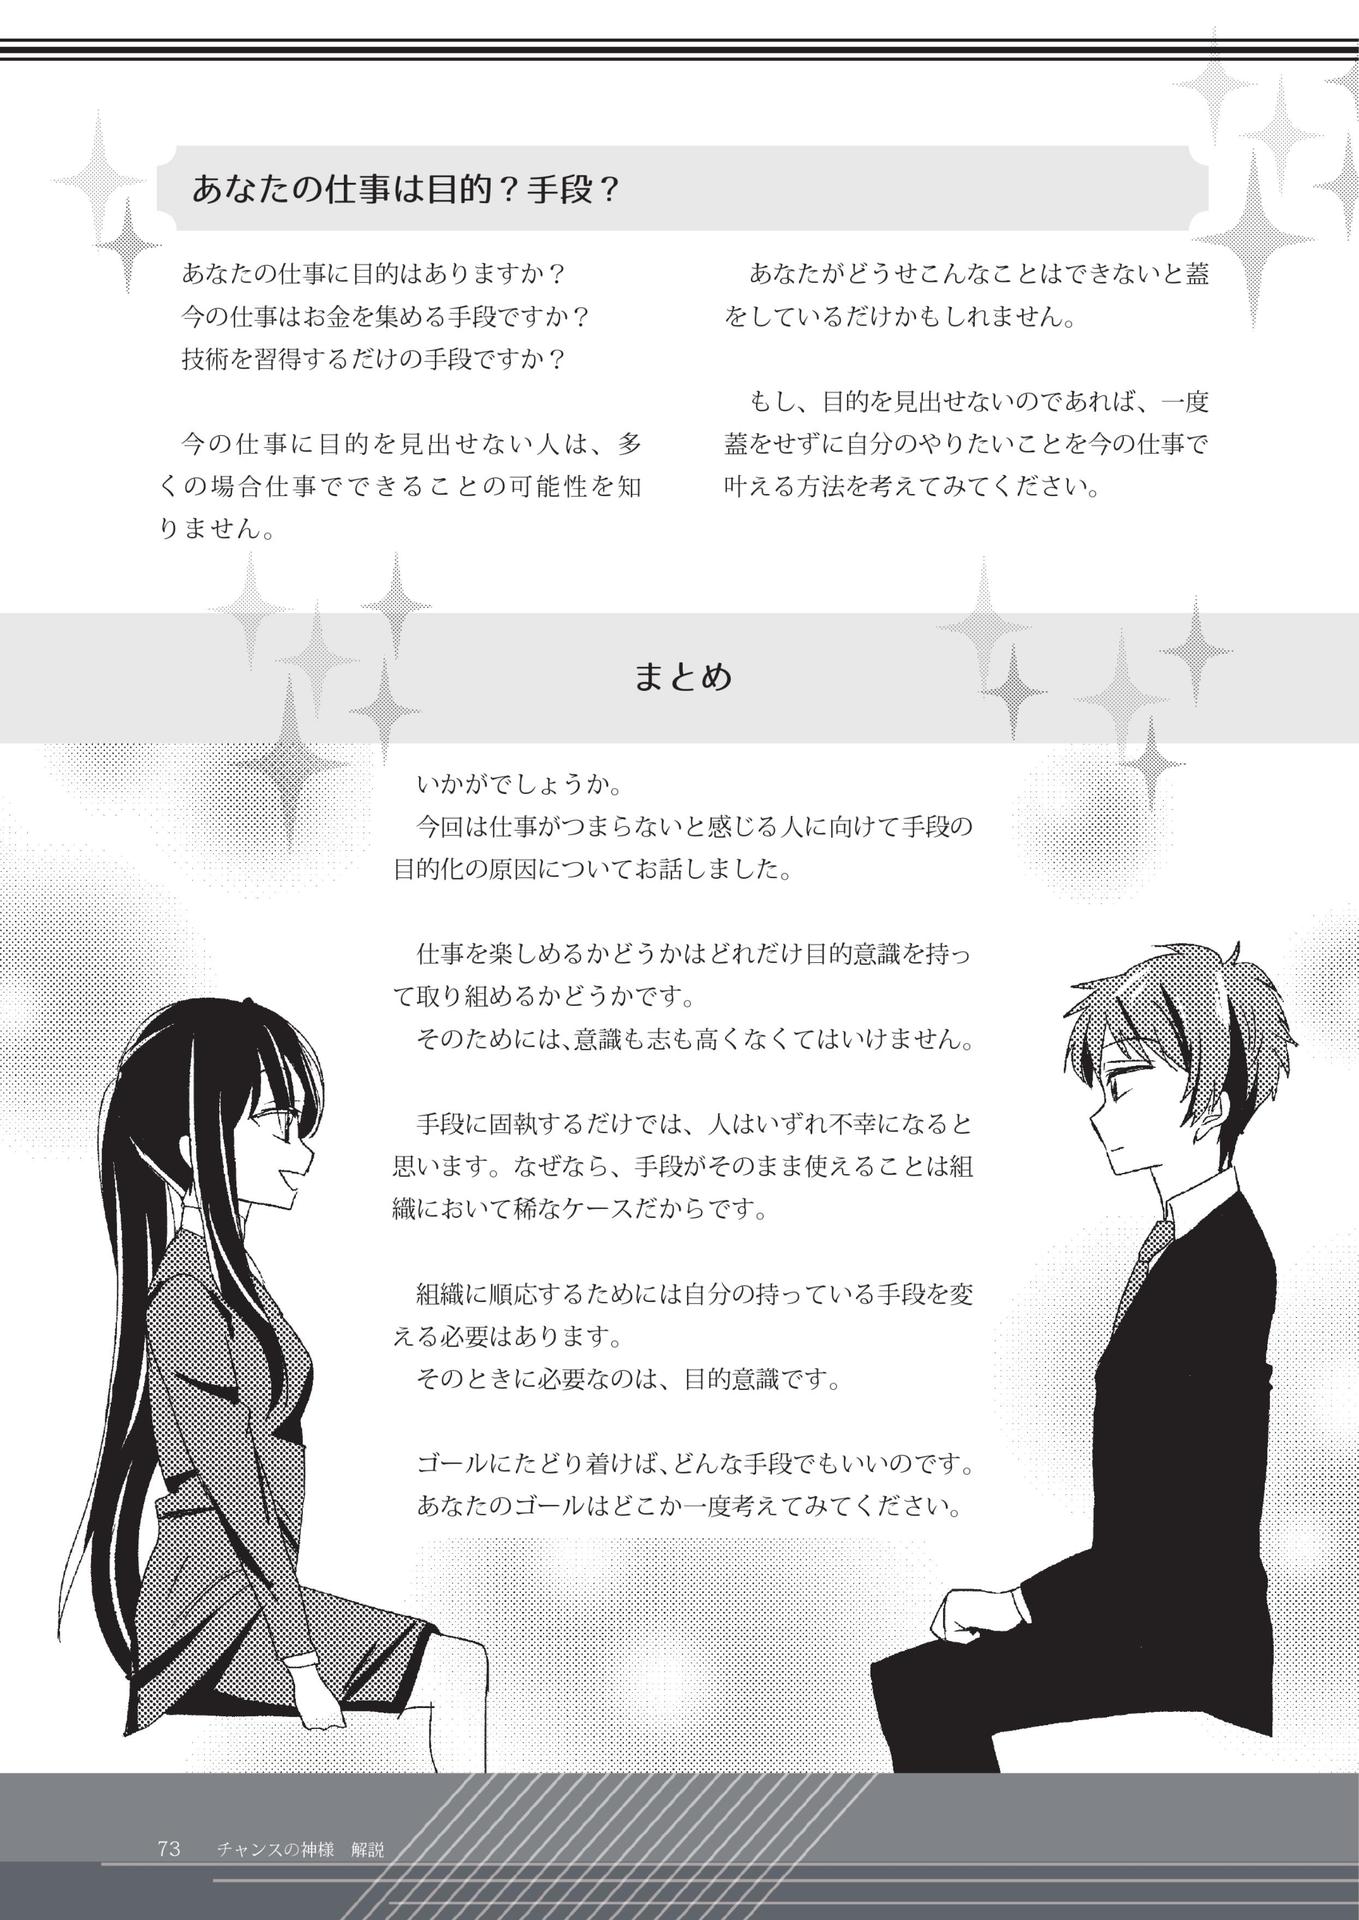 あなたの仕事は目的？手段？
あなたの仕事に目的はありますか？
今の仕事はお金を集める手段ですか？
技術を習得するだけの手段ですか？
今の仕事に目的を見出せない人は、多
くの場合仕事でできることの可能性を知
りません。
あなたがどうせこんなことはできないと蓋
をしているだけかもしれません。
もし、目的を見出せないのであれば、一度
蓋をせずに自分のやりたいことを今の仕事で
叶える方法を考えてみてください。
まとめ
いかがでしょうか。
今回は仕事がつまらないと感じる人に向けて手段の
目的化の原因についてお話しました。
仕事を楽しめるかどうかはどれだけ目的意識を持っ
て取り組めるかどうかです。
そのためには、意識も志も高くなくてはいけません。
手段に固執するだけでは、人はいずれ不幸になると
思います。なぜなら、手段がそのまま使えることは組
織において稀なケースだからです。
組織に順応するためには自分の持っている手段を変
える必要はあります。
そのときに必要なのは、目的意識です。
ゴールにたどり着けば、どんな手段でもいいのです。
あなたのゴールはどこか一度考えてみてください。
73　チャンスの神様　解説